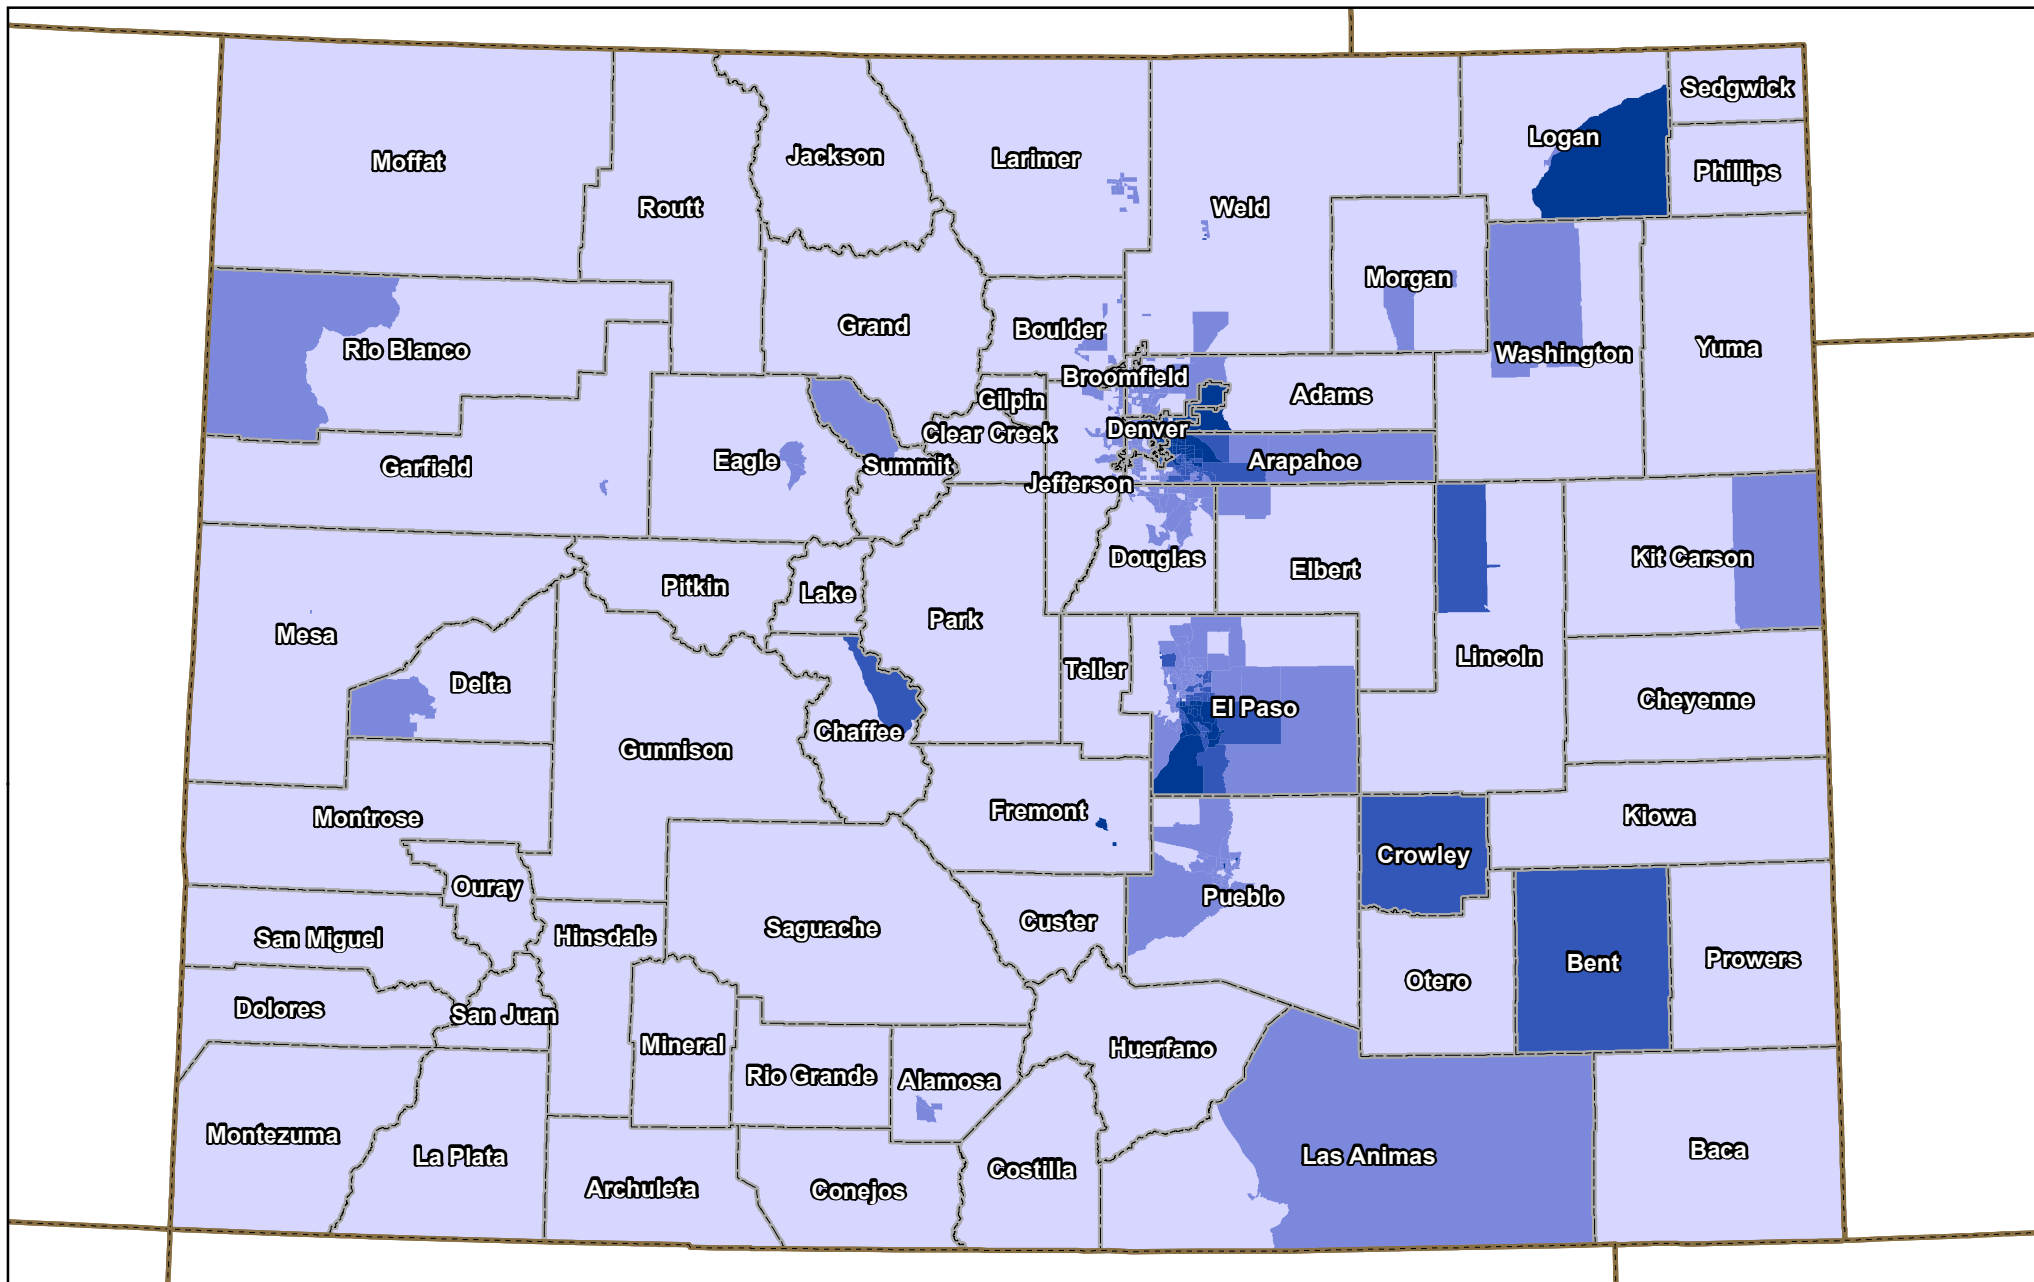 Sedgwick
Logan
Moffat
Jackson
Larimer
Phillips
Routt
Weld
Morgan
Grand
Boulder
Rio Blanco
Washington
Yuma
Broomfield
Gilpin
Adams
Denver
Clear Creek
Eagle
Summit
Arapahoe
Garfield
Jefferson
Douglas
Kit Carson
Elbert
Pitkin
Lake
Park
Mesa
Lincoln
Teller
Delta
Cheyenne
El Paso
Chaffee
Gunnison
Fremont
Montrose
Kiowa
Crowley
Ouray
Pueblo
Custer
Saguache
Hinsdale
San Miguel
Prowers
Bent
Otero
Dolores
San Juan
Mineral
Huerfano
Rio Grande
Alamosa
Montezuma
Baca
La Plata
Las Animas
Costilla
Archuleta
Conejos